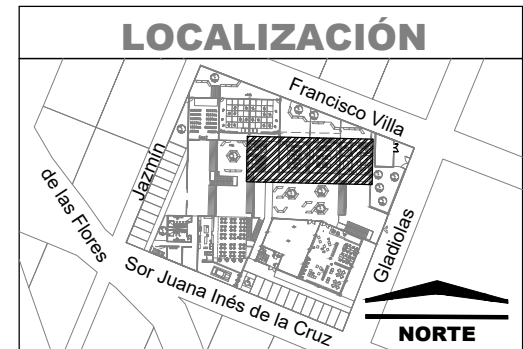 LOCALIZACIÓN
Francisco Villa
Jazmín
de las Flores
Gladiolas
Sor Juana Inés de la Cruz
NORTE